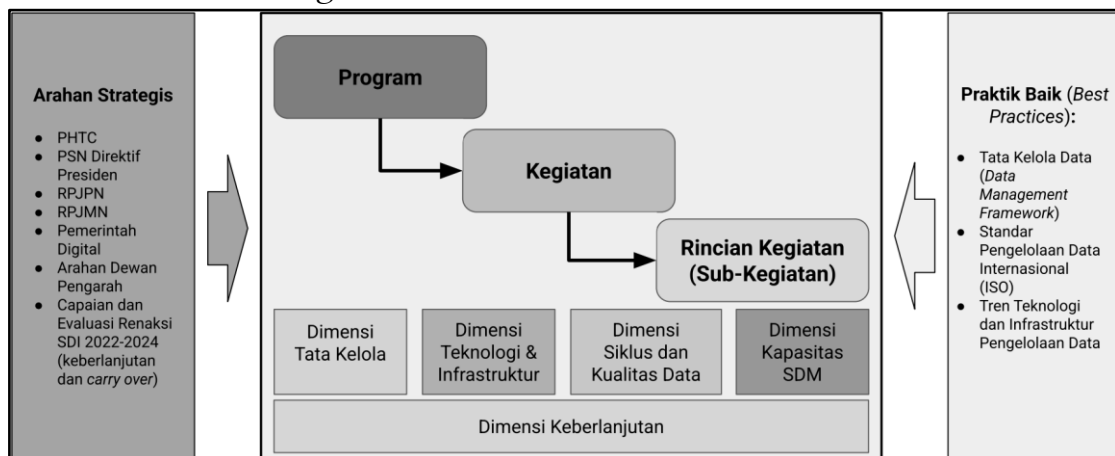 Arahan Strategis
● PHTC
● PSN Direktif
Presiden
● RPJPN
● RPJMN
● Pemerintah
Digital
● Arahan Dewan
Pengarah
● Capaian dan
Evaluasi Renaksi
SDI 2022-2024
(keberlanjutan
dan carry over)
Program
Kegiatan
Rincian Kegiatan
(Sub-Kegiatan)
Dimensi
Tata Kelola
Dimensi
Teknologi &
Infrastruktur
Dimensi
Siklus dan
Kualitas Data
Dimensi
Kapasitas
SDM
Dimensi Keberlanjutan
Praktik Baik (Best
Practices):
● Tata Kelola Data
(Data
Management
Framework)
● Standar
Pengelolaan Data
Internasional
(ISO)
● Tren Teknologi
dan Infrastruktur
Pengelolaan Data